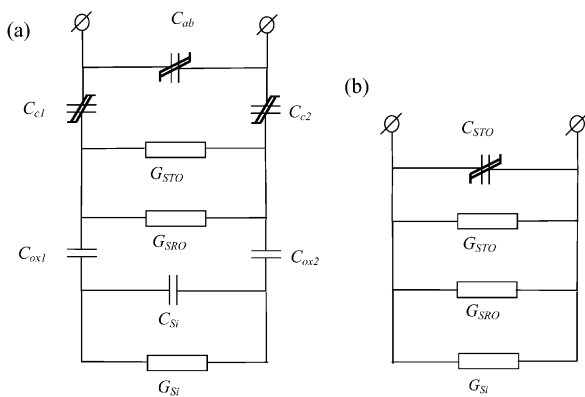 (a)
C_ab
C_c1
C_c2
G_STO
G_SRO
C_ox1
C_ox2
C_Si
G_Si
(b)
C_STO
G_STO
G_SRO
G_Si